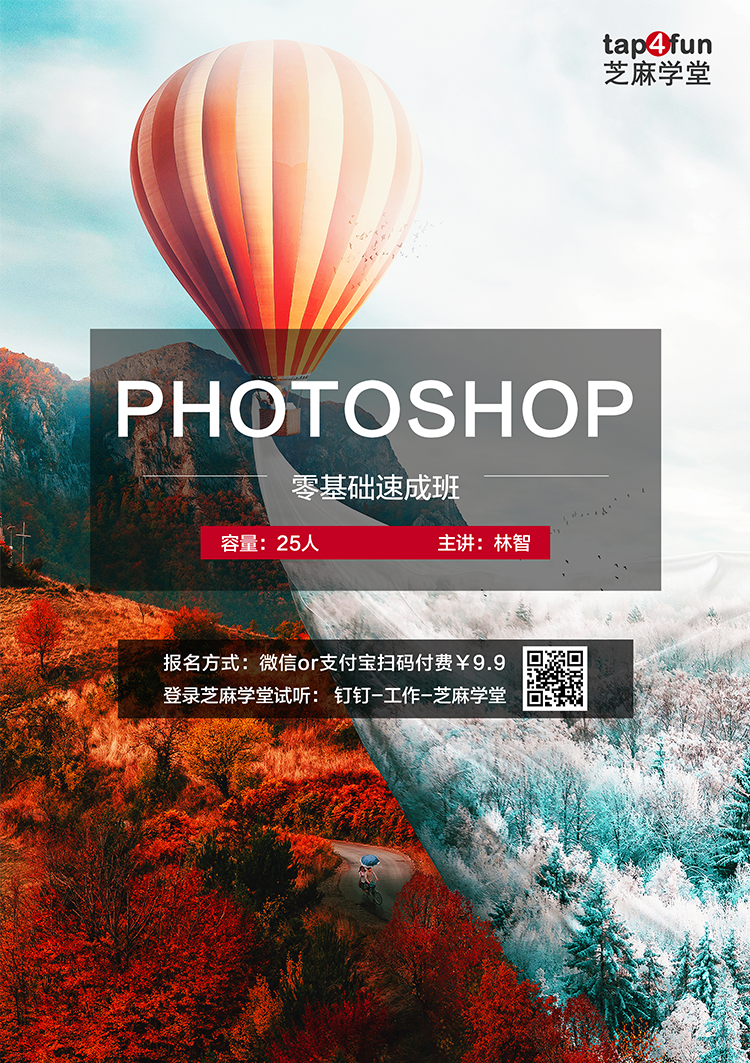 tap4fun
芝麻学堂
PHOTOSHOP
零基础速成班
容量：25人 主讲：林智
报名方式：微信or支付宝扫码付费￥9.9
登录芝麻学堂试听： 钉钉-工作-芝麻学堂